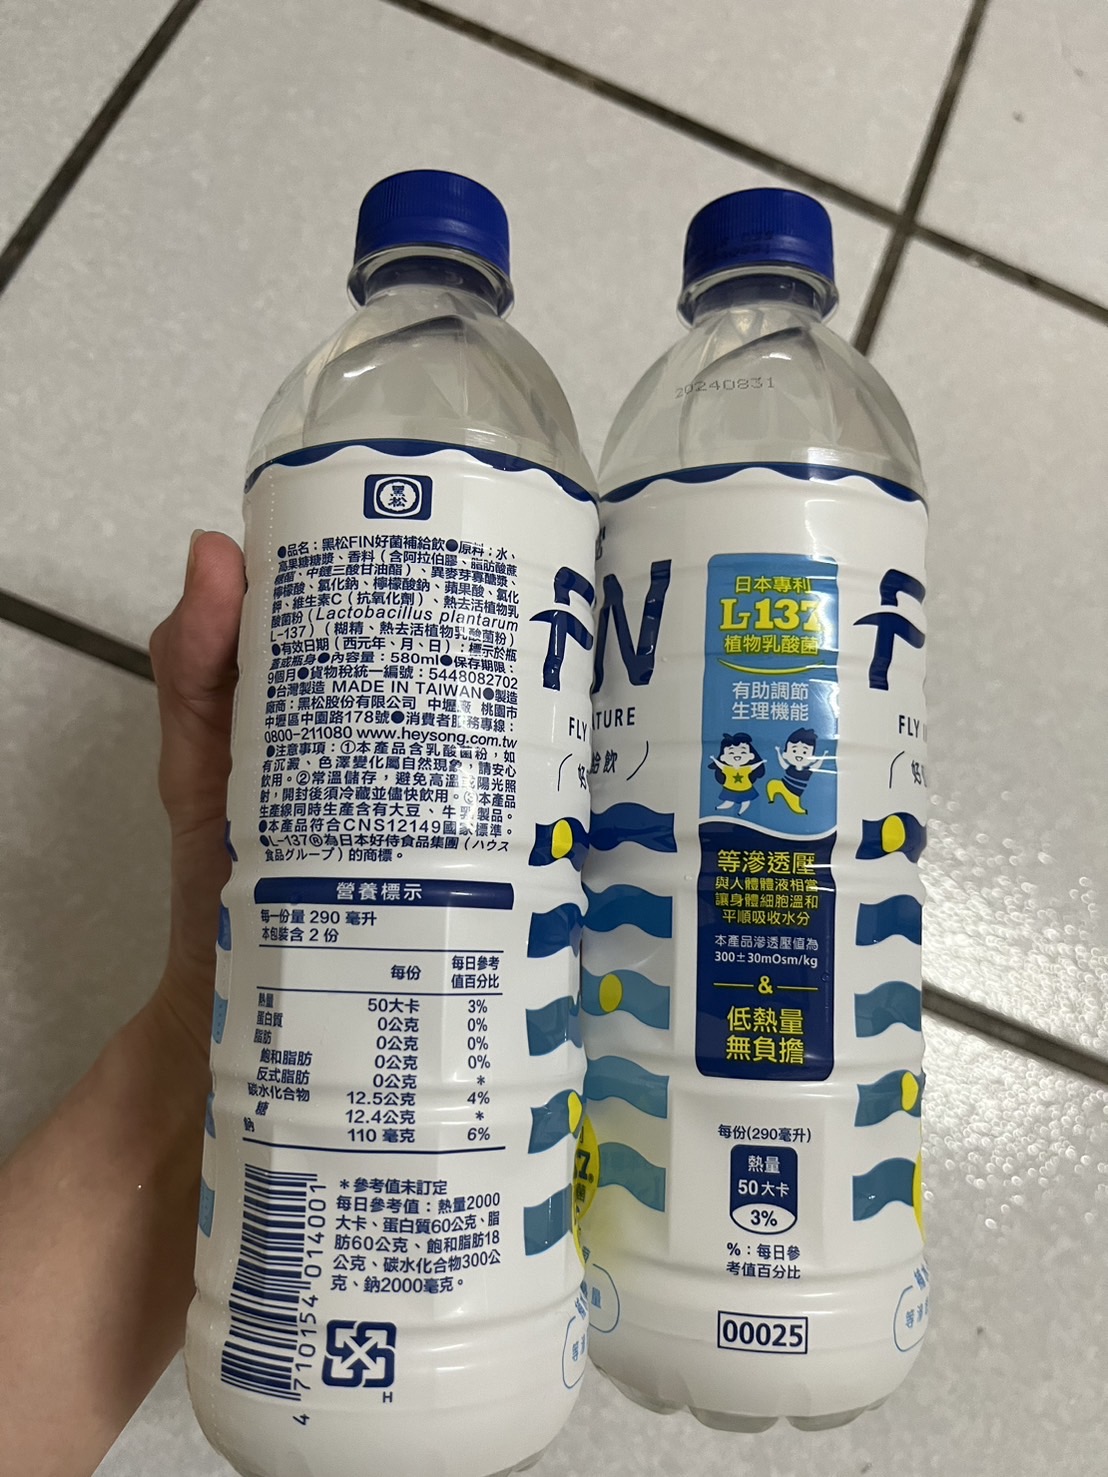 黑松
●品名：黑松FIN好菌補給飲●原料：水、
高果糖糖漿、香料（含阿拉伯膠、脂肪酸蔗
糖酯、中鏈三酸甘油酯）、異麥芽寡醣漿、
檸檬酸、氯化鈉、檸檬酸鈉、蘋果酸、氯化
鉀、維生素C（抗氧化劑）、熱去活植物乳
酸菌粉（Lactobacillus plantarum
L-137）（糊精、熱去活植物乳酸菌粉）
●有效日期（西元年、月、日）：標示於瓶
蓋或瓶身●內容量：580ml●保存期限：
9個月●貨物稅統一編號：5448082702
●台灣製造 MADE IN TAIWAN●製造
廠商：黑松股份有限公司 中壢廠 桃園市
中壢區中園路178號●消費者服務專線：
0800-211080 www.heysong.com.tw
●注意事項：①本產品含乳酸菌粉，如
有沉澱、色澤變化屬自然現象，請安心
飲用。②常溫儲存，避免高溫或陽光照
射，開封後須冷藏並儘快飲用。③本產品
生產線同時生產含有大豆、牛乳製品。
●本產品符合CNS12149國家標準。
●L-137®為日本好侍食品集團（ハウス
食品グループ）的商標。
營養標示
每一份量 290 毫升
本包裝含 2 份
每份 每日參考值百分比
熱量 50大卡 3%
蛋白質 0公克 0%
脂肪 0公克 0%
飽和脂肪 0公克 0%
反式脂肪 0公克 *
碳水化合物 12.5公克 4%
糖 12.4公克 *
鈉 110 毫克 6%
*參考值未訂定
每日參考值：熱量2000
大卡、蛋白質60公克、脂
肪60公克、飽和脂肪18
公克、碳水化合物300公
克、鈉2000毫克。
4 710154 014001
H
F
FLY
20240831
IN
ATURE
給飲
日本專利
L-137
植物乳酸菌
有助調節
生理機能
等滲透壓
與人體體液相當
讓身體細胞溫和
平順吸收水分
本產品滲透壓值為
300±30mOsm/kg
&
低熱量
無負擔
每份(290毫升)
熱量
50 大卡
3%
%：每日參
考值百分比
00025
F
FLY